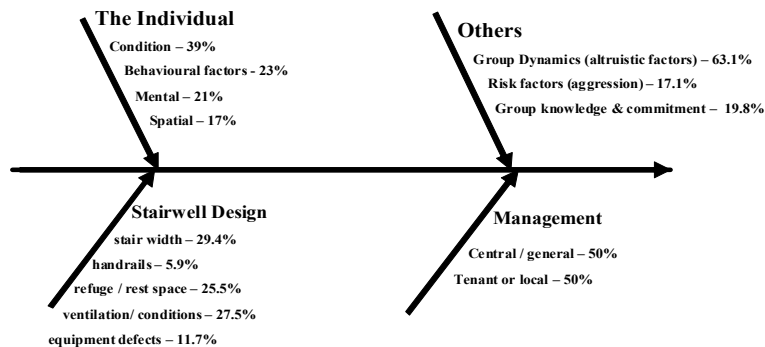 The Individual
Condition – 39%
Behavioural factors - 23%
Mental – 21%
Spatial – 17%
Others
Group Dynamics (altruistic factors) – 63.1%
Risk factors (aggression) – 17.1%
Group knowledge & commitment – 19.8%
Stairwell Design
stair width – 29.4%
handrails – 5.9%
refuge / rest space – 25.5%
ventilation/ conditions – 27.5%
equipment defects – 11.7%
Management
Central / general – 50%
Tenant or local – 50%